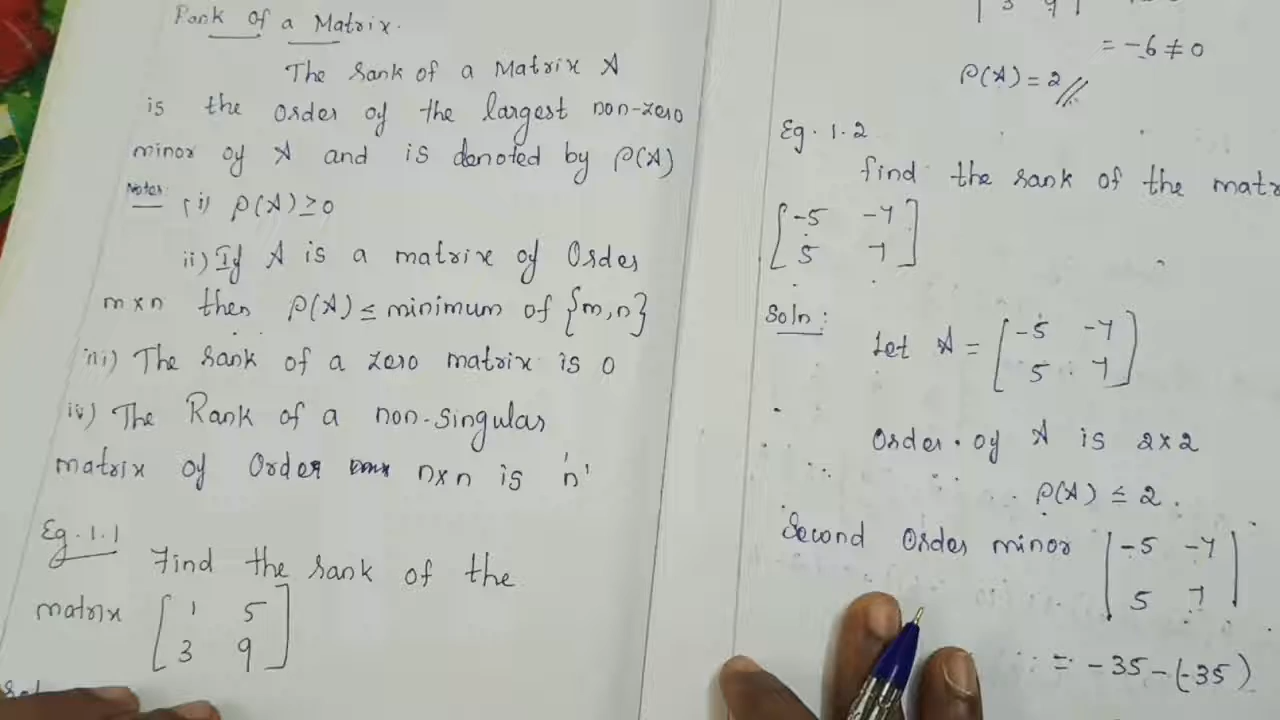 Rank of a Matrix.
The rank of a Matrix A
is the order of the largest non-zero
minor of A and is denoted by ρ(A)
Notes:
(i) ρ(A) ≥ 0
ii) If A is a matrix of Order
m×n then ρ(A) ≤ minimum of {m,n}
iii) The rank of a zero matrix is 0
iv) The Rank of a non-singular
matrix of Order n×n is 'n'
Eg. 1.1
Find the rank of the
matrix [ 1 5
3 9 ]
| 3 9 |
= -6 ≠ 0
ρ(A) = 2 //
Eg. 1.2
find the rank of the
[ -5 -7
5 7 ]
Soln:
Let A = [ -5 -7
5 7 ]
Order of A is 2×2
ρ(A) ≤ 2.
Second Order minor | -5 -7 |
| 5 7 |
= -35-(-35)